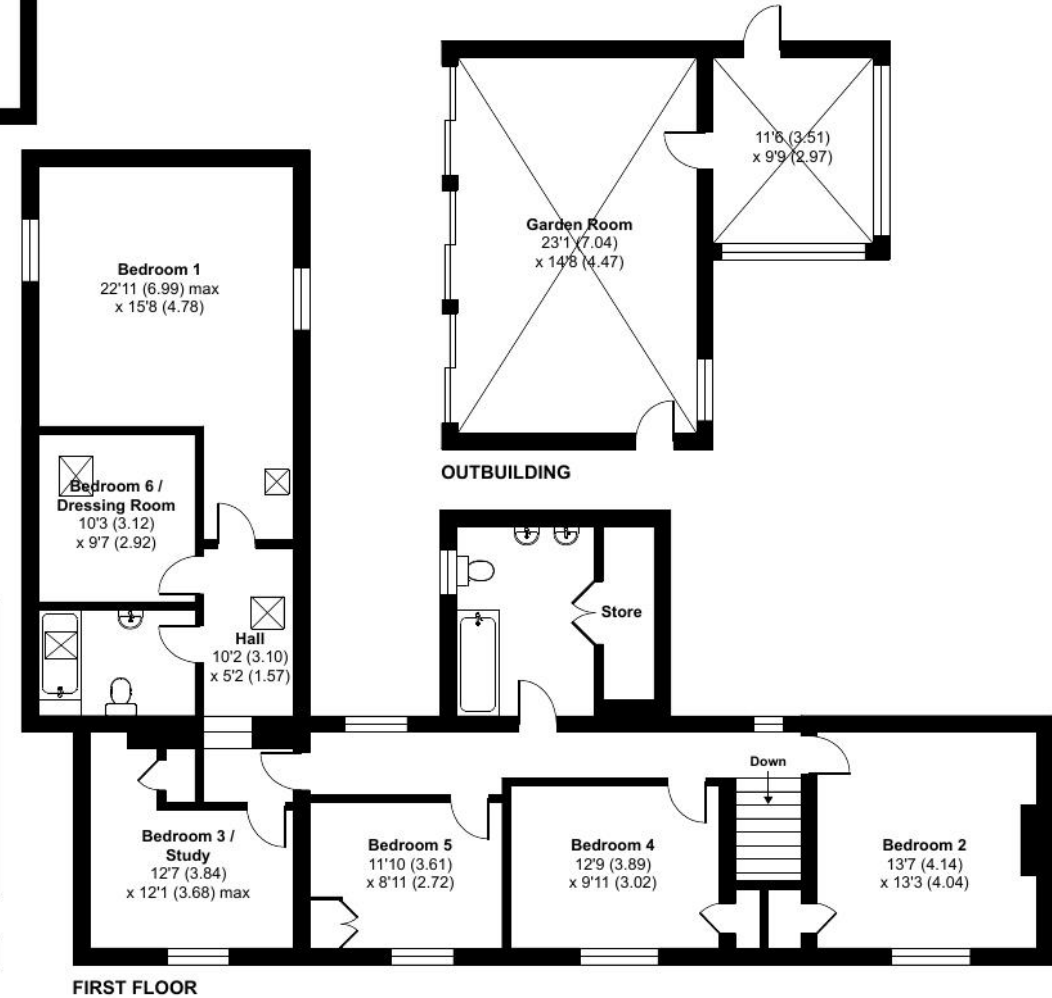 11'6 (3.51)
x 9'9 (2.97)
Garden Room
23'1 (7.04)
x 14'8 (4.47)
OUTBUILDING
Bedroom 1
22'11 (6.99) max
x 15'8 (4.78)
Bedroom 6 /
Dressing Room
10'3 (3.12)
x 9'7 (2.92)
Hall
10'2 (3.10)
x 5'2 (1.57)
Store
Down
Bedroom 3 /
Study
12'7 (3.84)
x 12'1 (3.68) max
Bedroom 5
11'10 (3.61)
x 8'11 (2.72)
Bedroom 4
12'9 (3.89)
x 9'11 (3.02)
Bedroom 2
13'7 (4.14)
x 13'3 (4.04)
FIRST FLOOR